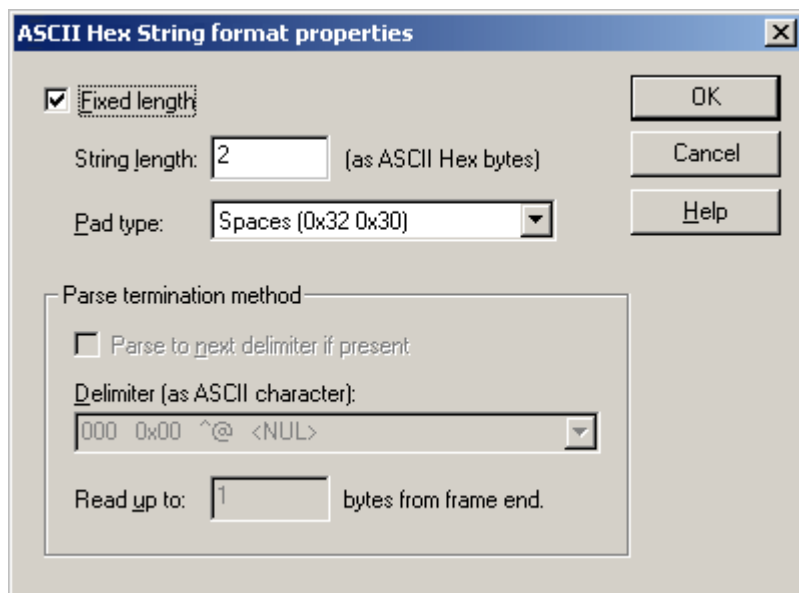 ASCII Hex String format properties
Fixed length
OK
String length: 2 (as ASCII Hex bytes)
Cancel
Pad type: Spaces (0x32 0x30)
Help
Parse termination method
Parse to next delimiter if present
Delimiter (as ASCII character):
000 0x00 ^@ <NUL>
Read up to: 1 bytes from frame end.